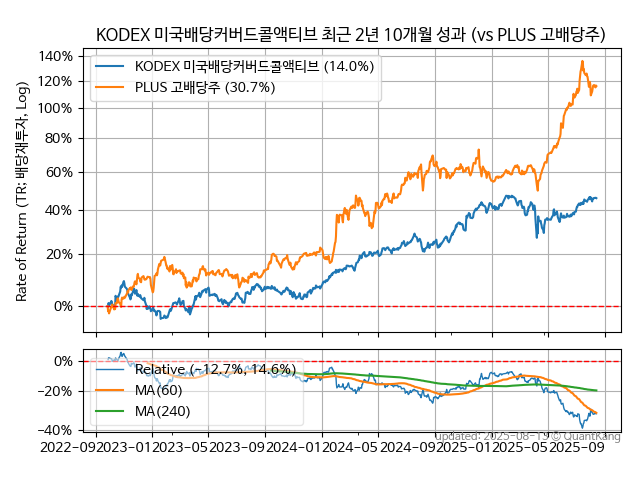 KODEX 미국배당커버드콜액티브 최근 2년 10개월 성과 (vs PLUS 고배당주)
140%
120%
100%
80%
60%
40%
20%
0%
Rate of Return (TR: 배당재투자, Log)
KODEX 미국배당커버드콜액티브 (14.0%)
PLUS 고배당주 (30.7%)
0%
−20%
−40%
Relative (−12.7%, 14.6%)
MA(60)
MA(240)
2022-09 2023-01 2023-05 2023-09 2024-01 2024-05 2024-09 2025-01 2025-05 2025-09